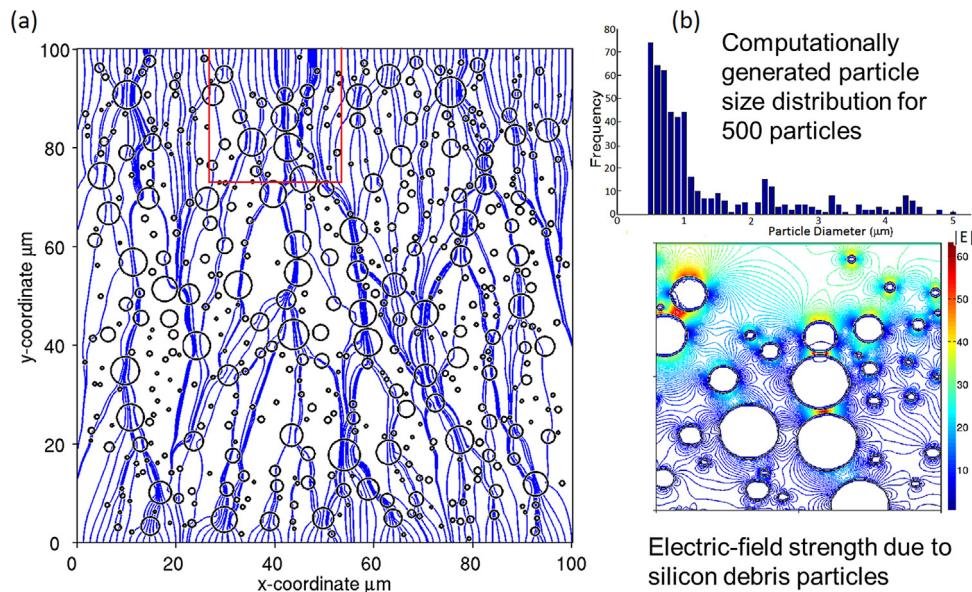 (a)
(b)
100
80
60
40
20
0
0
20
40
60
80
100
y-coordinate µm
x-coordinate µm
80
70
60
50
40
30
20
10
0
0
1
2
3
4
5
Frequency
Particle Diameter (µm)
Computationally
generated particle
size distribution for
500 particles
|E|
60
50
40
30
20
10
Electric-field strength due to
silicon debris particles